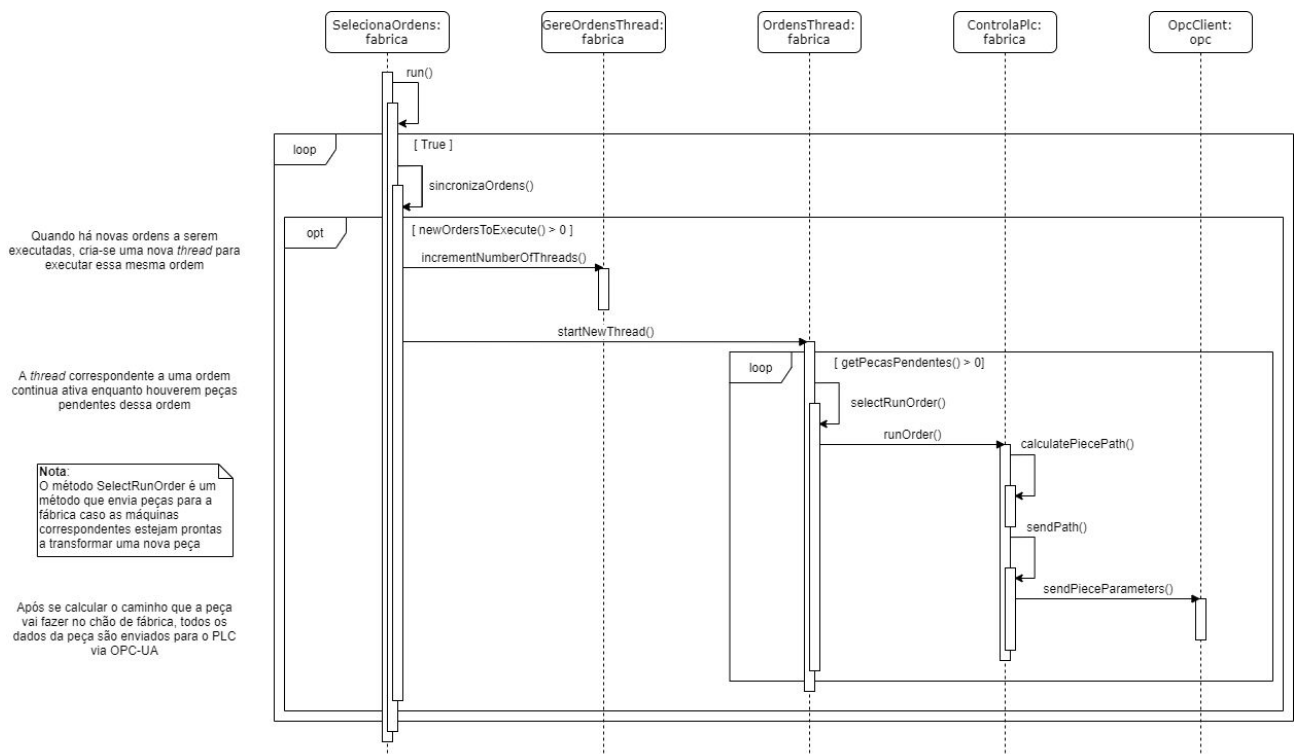 SelecionaOrdens:
fabrica
GereOrdensThread:
fabrica
OrdensThread:
fabrica
ControlaPlc:
fabrica
OpcClient:
opc
run()
loop
[ True ]
sincronizaOrdens()
Quando há novas ordens a serem
executadas, cria-se uma nova thread para
executar essa mesma ordem
opt
[ newOrdersToExecute() > 0 ]
incrementNumberOfThreads()
startNewThread()
A thread correspondente a uma ordem
continua ativa enquanto houverem peças
pendentes dessa ordem
loop
[ getPecasPendentes() > 0]
selectRunOrder()
runOrder()
calculatePiecePath()
Nota:
O método SelectRunOrder é um
método que envia peças para a
fábrica caso as máquinas
correspondentes estejam prontas
a transformar uma nova peça
sendPath()
sendPieceParameters()
Após se calcular o caminho que a peça
vai fazer no chão de fábrica, todos os
dados da peça são enviados para o PLC
via OPC-UA